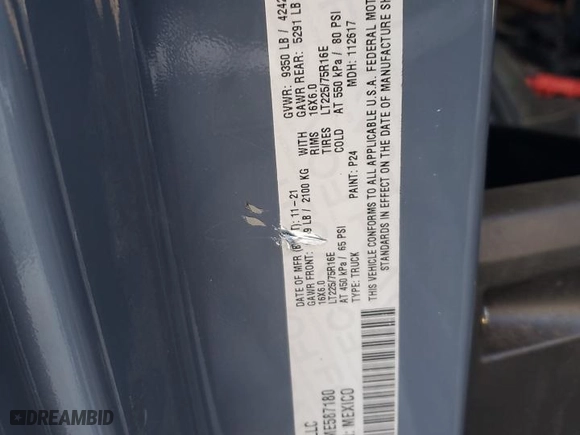 DATE OF MFR 11-21 GVWR: 9350 LB / 424
GAWR FRONT: LB / 2100 KG WITH GAWR REAR: 5291 LB
16X6.0 RIMS 16X6.0
LT225/75R16E TIRES LT225/75R16E
AT 450 kPa / 65 PSI COLD AT 550 kPa / 80 PSI
TYPE: TRUCK PAINT: P24 MDH: 112617
THIS VEHICLE CONFORMS TO ALL APPLICABLE U.S.A. FEDERAL MOT
STANDARDS IN EFFECT ON THE DATE OF MANUFACTURE SH
LLC
E567180
: MEXICO
DREAMBID